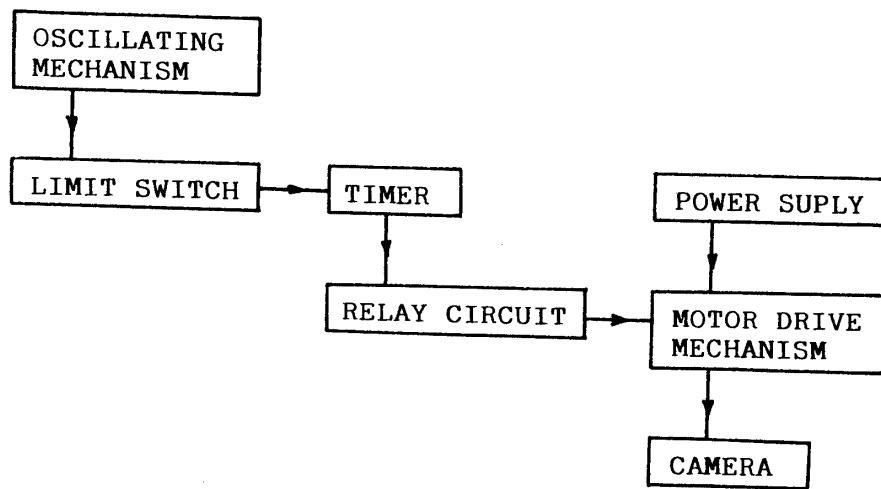 OSCILLATING
MECHANISM
LIMIT SWITCH
TIMER
POWER SUPLY
RELAY CIRCUIT
MOTOR DRIVE
MECHANISM
CAMERA